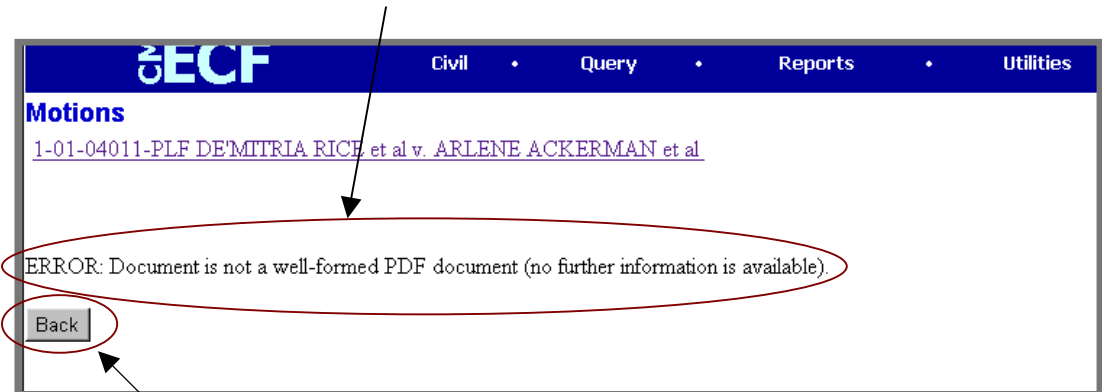 CM ECF Civil • Query • Reports • Utilities
Motions
1-01-04011-PLF DE'MITRIA RICE et al v. ARLENE ACKERMAN et al
ERROR: Document is not a well-formed PDF document (no further information is available).
Back